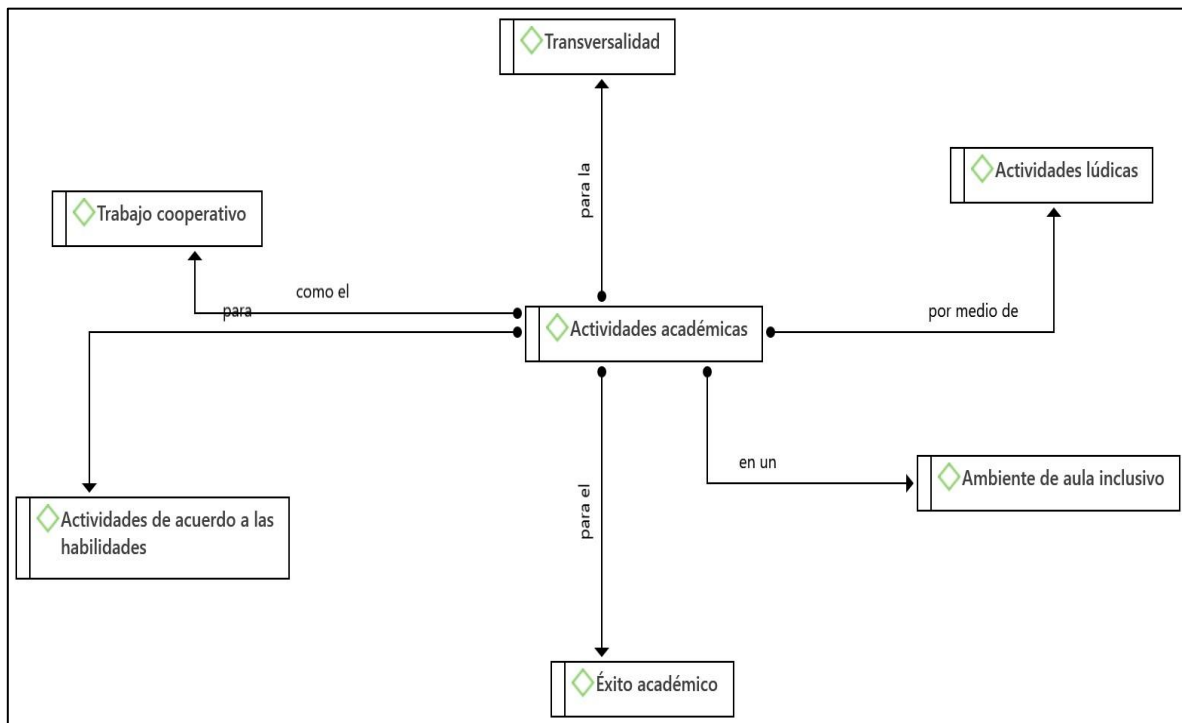 Transversalidad
para la
Actividades lúdicas
Trabajo cooperativo
como el
para
Actividades académicas
por medio de
en un
Ambiente de aula inclusivo
para el
Actividades de acuerdo a las
habilidades
Éxito académico